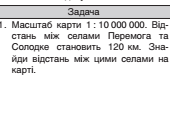 Задача
1. Масштаб карти 1 : 10 000 000. Від-
стань між селами Перемога та
Солодке становить 120 км. Зна-
йди відстань між цими селами на
карті.